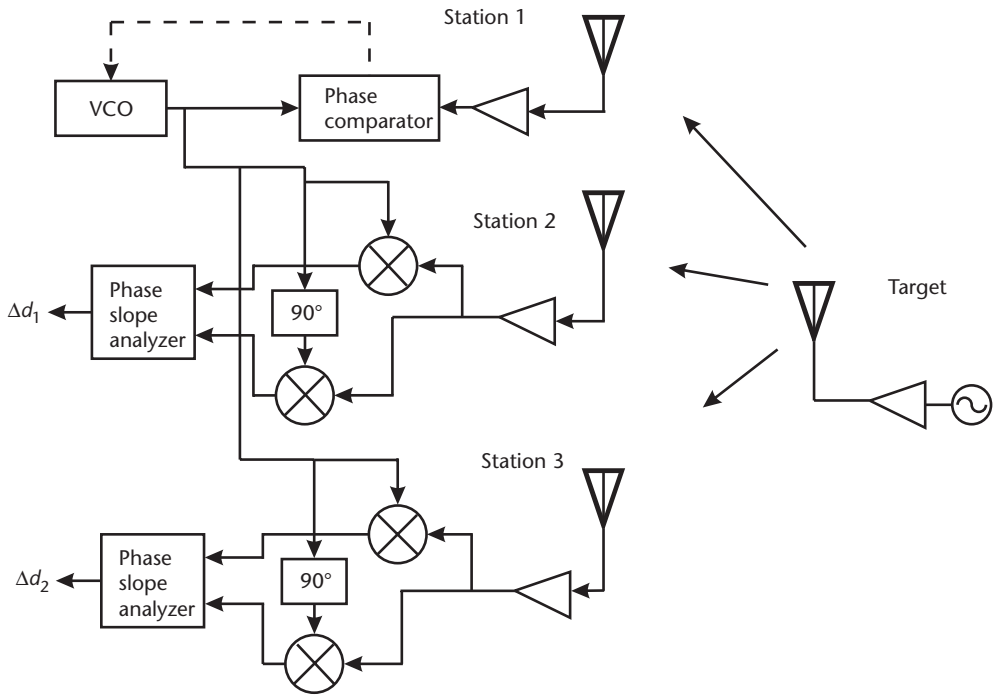 Station 1
VCO
Phase
comparator
Station 2
Target
Phase
slope
analyzer
Δd1
90°
Station 3
Phase
slope
analyzer
Δd2
90°